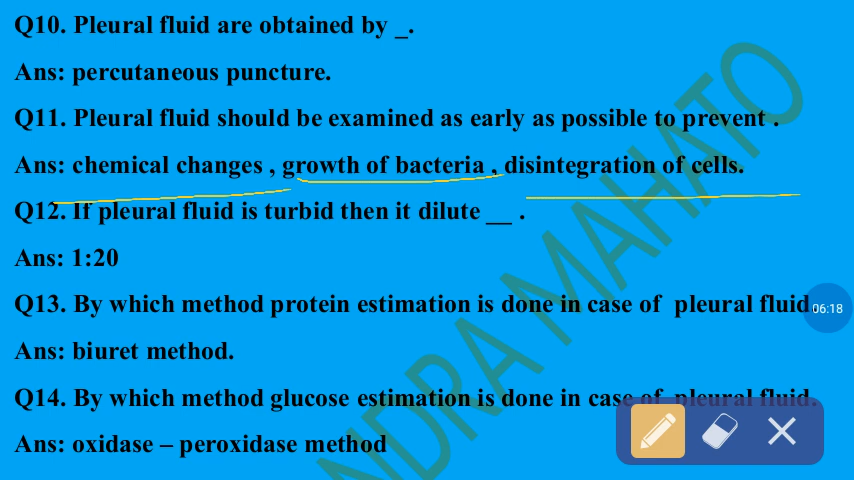 Q10. Pleural fluid are obtained by _.
Ans: percutaneous puncture.
Q11. Pleural fluid should be examined as early as possible to prevent .
Ans: chemical changes , growth of bacteria , disintegration of cells.
Q12. If pleural fluid is turbid then it dilute __ .
Ans: 1:20
Q13. By which method protein estimation is done in case of pleural fluid.
06:18
Ans: biuret method.
Q14. By which method glucose estimation is done in case of pleural fluid.
Ans: oxidase – peroxidase method
NDRA MAHATO